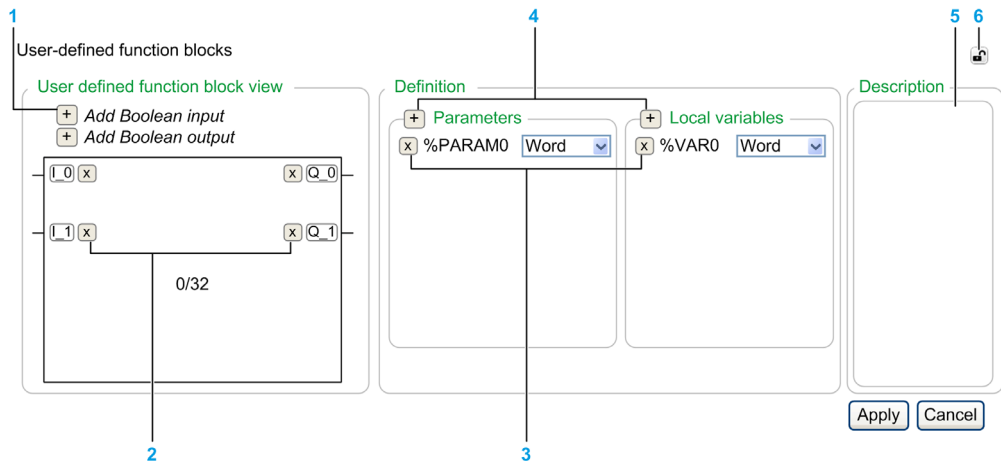 1 4 5 6
User-defined function blocks
User defined function block view
+ Add Boolean input
+ Add Boolean output
I_0 x x Q_0
I_1 x x Q_1
0/32
Definition
+ Parameters
x %PARAM0 Word
+ Local variables
x %VAR0 Word
Description
Apply Cancel
2 3